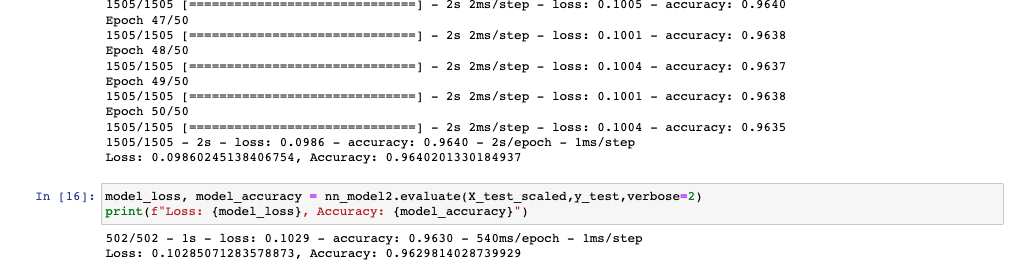 1505/1505 [==============================] - 2s 2ms/step - loss: 0.1005 - accuracy: 0.9640
Epoch 47/50
1505/1505 [==============================] - 2s 2ms/step - loss: 0.1001 - accuracy: 0.9638
Epoch 48/50
1505/1505 [==============================] - 2s 2ms/step - loss: 0.1004 - accuracy: 0.9637
Epoch 49/50
1505/1505 [==============================] - 2s 2ms/step - loss: 0.1001 - accuracy: 0.9638
Epoch 50/50
1505/1505 [==============================] - 2s 2ms/step - loss: 0.1004 - accuracy: 0.9635
1505/1505 - 2s - loss: 0.0986 - accuracy: 0.9640 - 2s/epoch - 1ms/step
Loss: 0.09860245138406754, Accuracy: 0.9640201330184937
In [16]: model_loss, model_accuracy = nn_model2.evaluate(X_test_scaled,y_test,verbose=2)
print(f"Loss: {model_loss}, Accuracy: {model_accuracy}")
502/502 - 1s - loss: 0.1029 - accuracy: 0.9630 - 540ms/epoch - 1ms/step
Loss: 0.10285071283578873, Accuracy: 0.9629814028739929